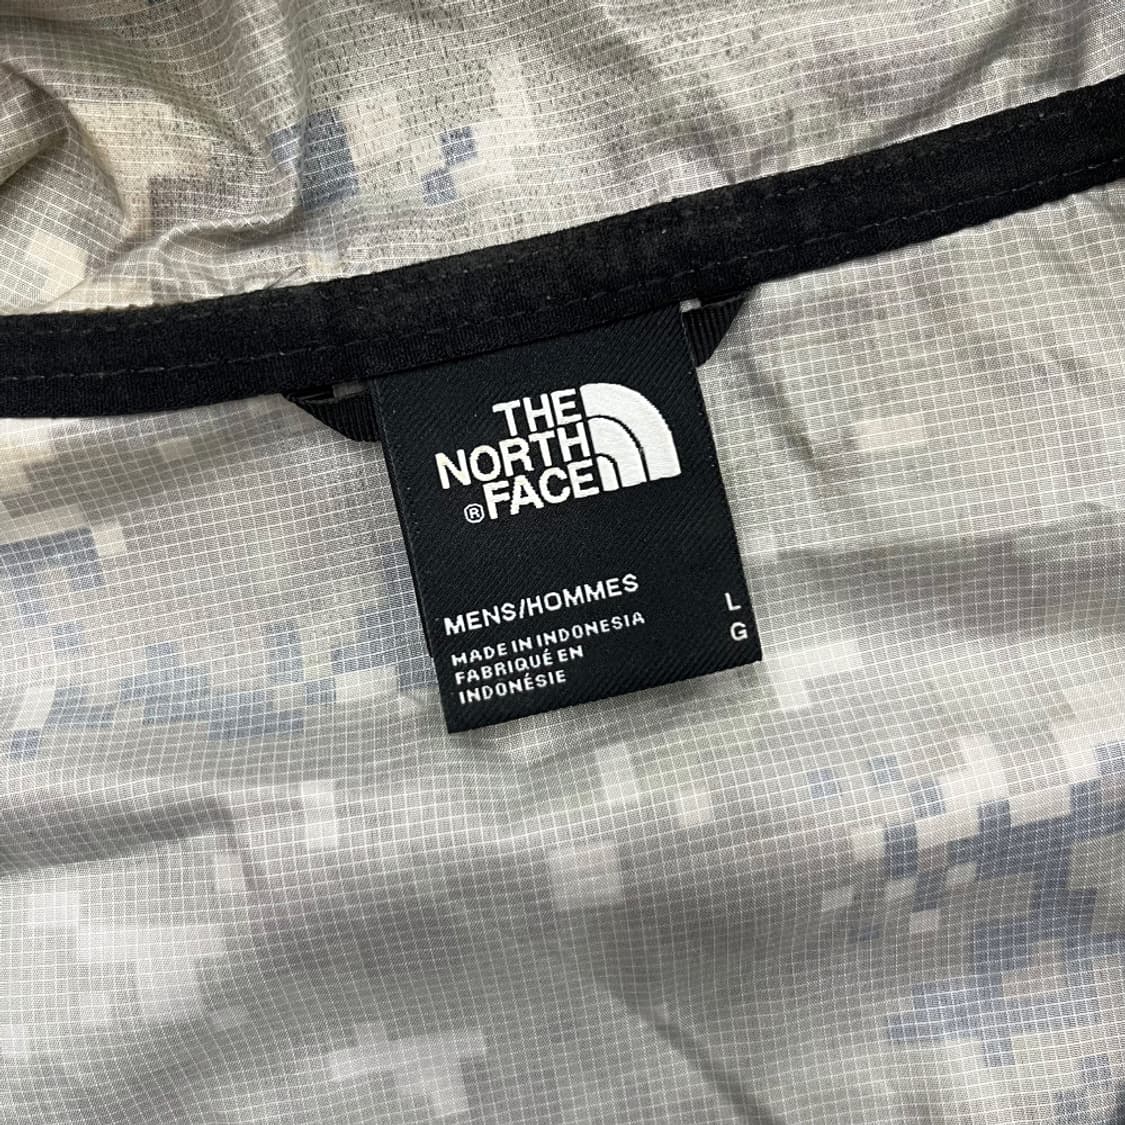 THE
NORTH
®FACE
MENS/HOMMES
MADE IN INDONESIA
FABRIQUÉ EN
INDONÉSIE
L
G